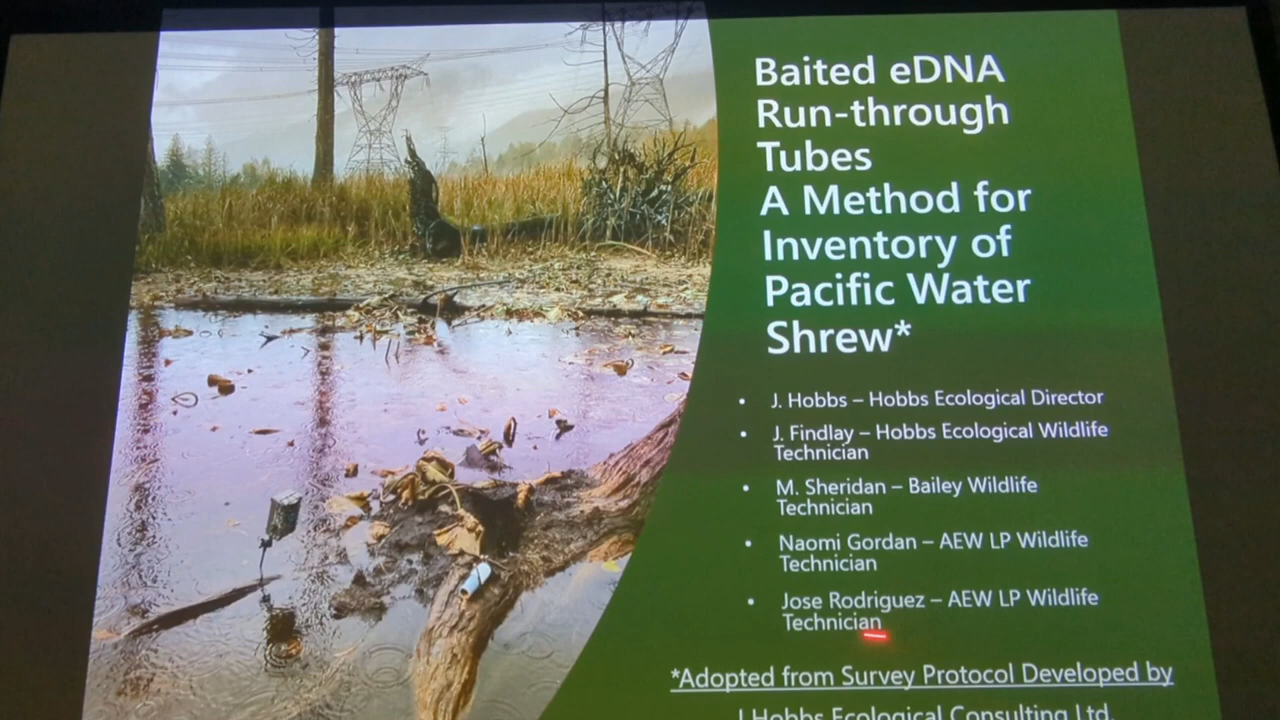 Baited eDNA
Run-through
Tubes
A Method for
Inventory of
Pacific Water
Shrew*
• J. Hobbs – Hobbs Ecological Director
• J. Findlay – Hobbs Ecological Wildlife
Technician
• M. Sheridan – Bailey Wildlife
Technician
• Naomi Gordan – AEW LP Wildlife
Technician
• Jose Rodriguez – AEW LP Wildlife
Technician
*Adopted from Survey Protocol Developed by
J Hobbs Ecological Consulting Ltd.